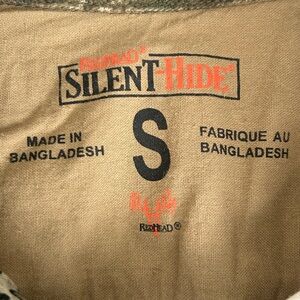 REDHEAD®
SILENT-HIDE®
MADE IN
BANGLADESH
S
FABRIQUE AU
BANGLADESH
REDHEAD®